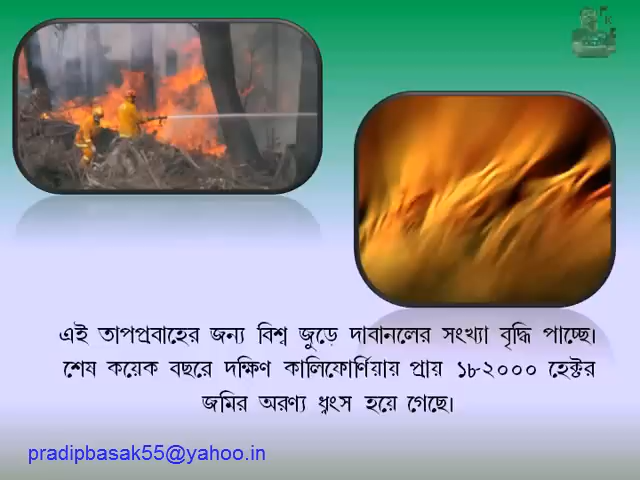 এই তাপপ্রবাহের জন্য বিশ্ব জুড়ে দাবানলের সংখ্যা বৃদ্ধি পাচ্ছে।
শেষ কয়েক বছরে দক্ষিণ কালিফোর্ণিয়ায় প্রায় ১৮২০০০ হেক্টর
জমির অরণ্য ধ্বংস হয়ে গেছে।
pradipbasak55@yahoo.in